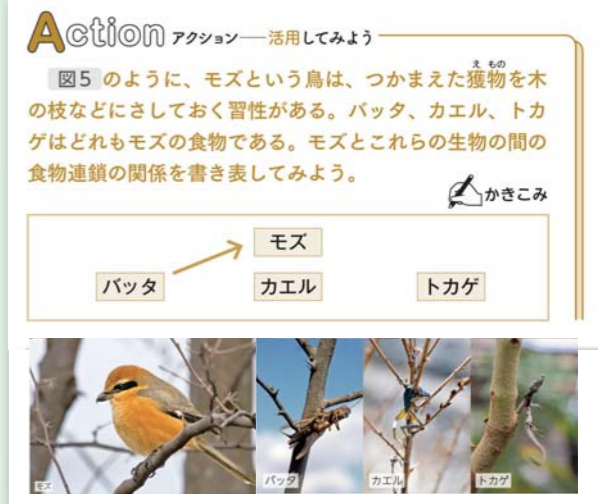 Action アクション──活用してみよう
図5 のように、モズという鳥は、つかまえた獲物を木
えもの
の枝などにさしておく習性がある。バッタ、カエル、トカ
ゲはどれもモズの食物である。モズとこれらの生物の間の
食物連鎖の関係を書き表してみよう。
かきこみ
モズ
バッタ カエル トカゲ
モズ バッタ カエル トカゲ